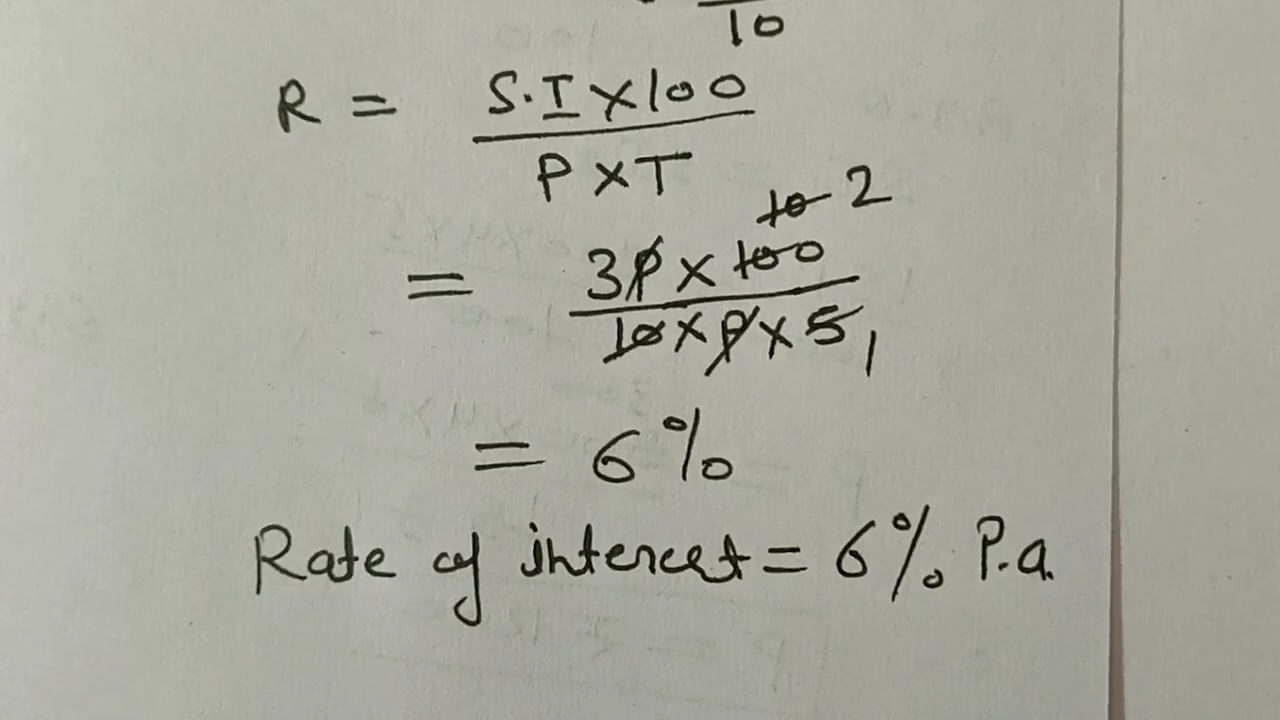 10
R = S.I × 100
P × T
10 2
= 3P × 100
10 × P × 5 1
= 6%
Rate of interest = 6% P.a.